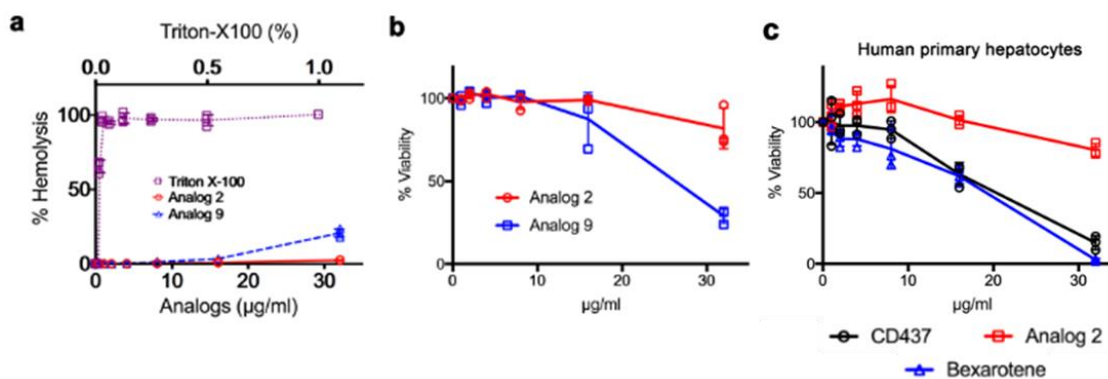 a
Triton-X100 (%)
0.0 0.5 1.0
% Hemolysis
100
50
0
Triton X-100
Analog 2
Analog 9
0 10 20 30
Analogs (µg/ml)
b
% Viability
100
50
0
Analog 2
Analog 9
0 10 20 30
µg/ml
c
Human primary hepatocytes
% Viability
100
50
0
0 10 20 30
µg/ml
CD437 Analog 2
Bexarotene